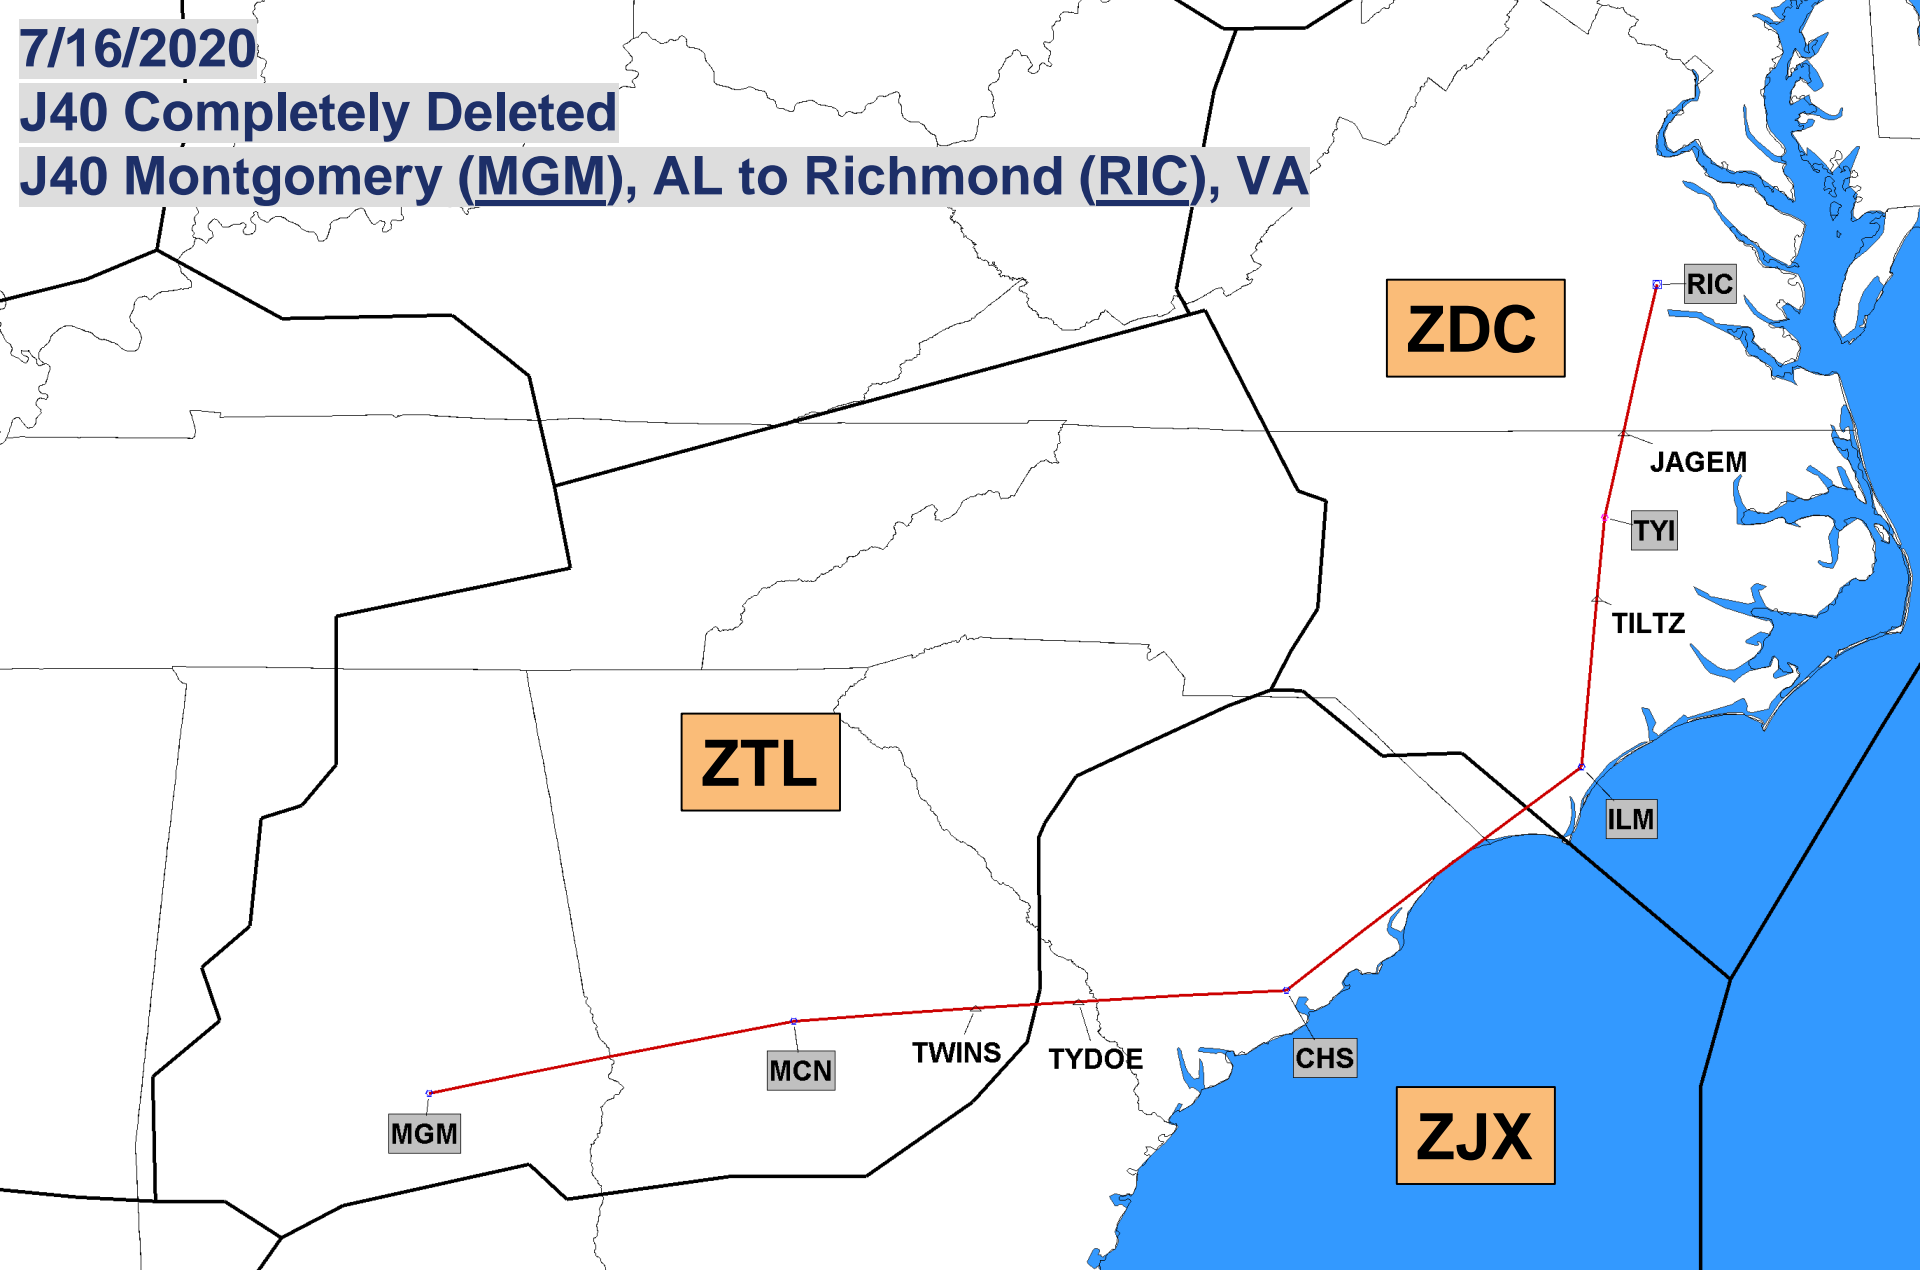 7/16/2020
J40 Completely Deleted
J40 Montgomery (MGM), AL to Richmond (RIC), VA
RIC
ZDC
JAGEM
TYI
TILTZ
ZTL
ILM
TWINS
TYDOE
CHS
MCN
MGM
ZJX